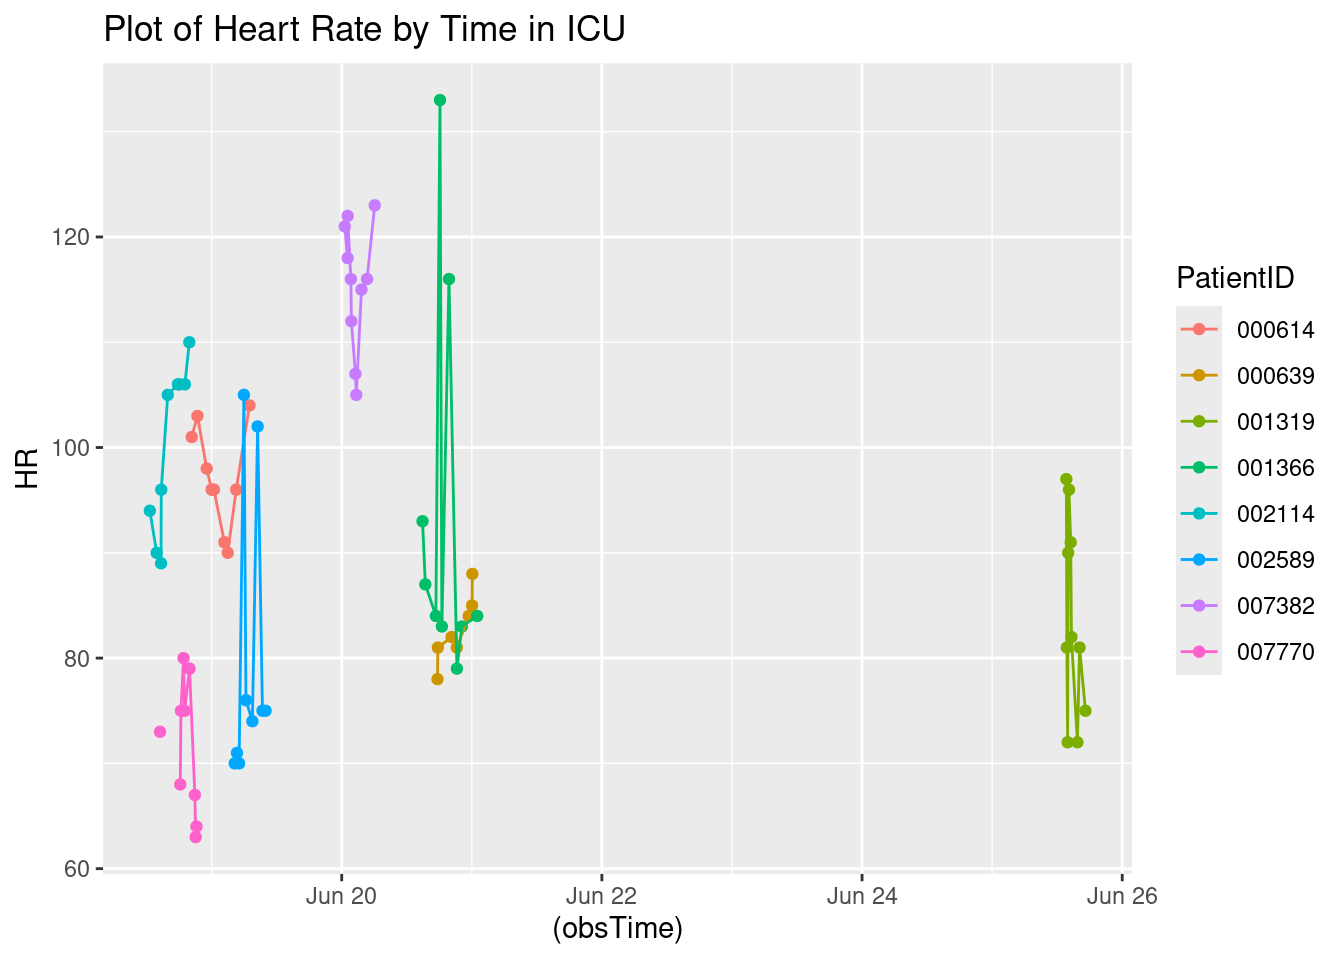 Plot of Heart Rate by Time in ICU
HR
120
100
80
60
Jun 20
Jun 22
Jun 24
Jun 26
(obsTime)
PatientID
000614
000639
001319
001366
002114
002589
007382
007770